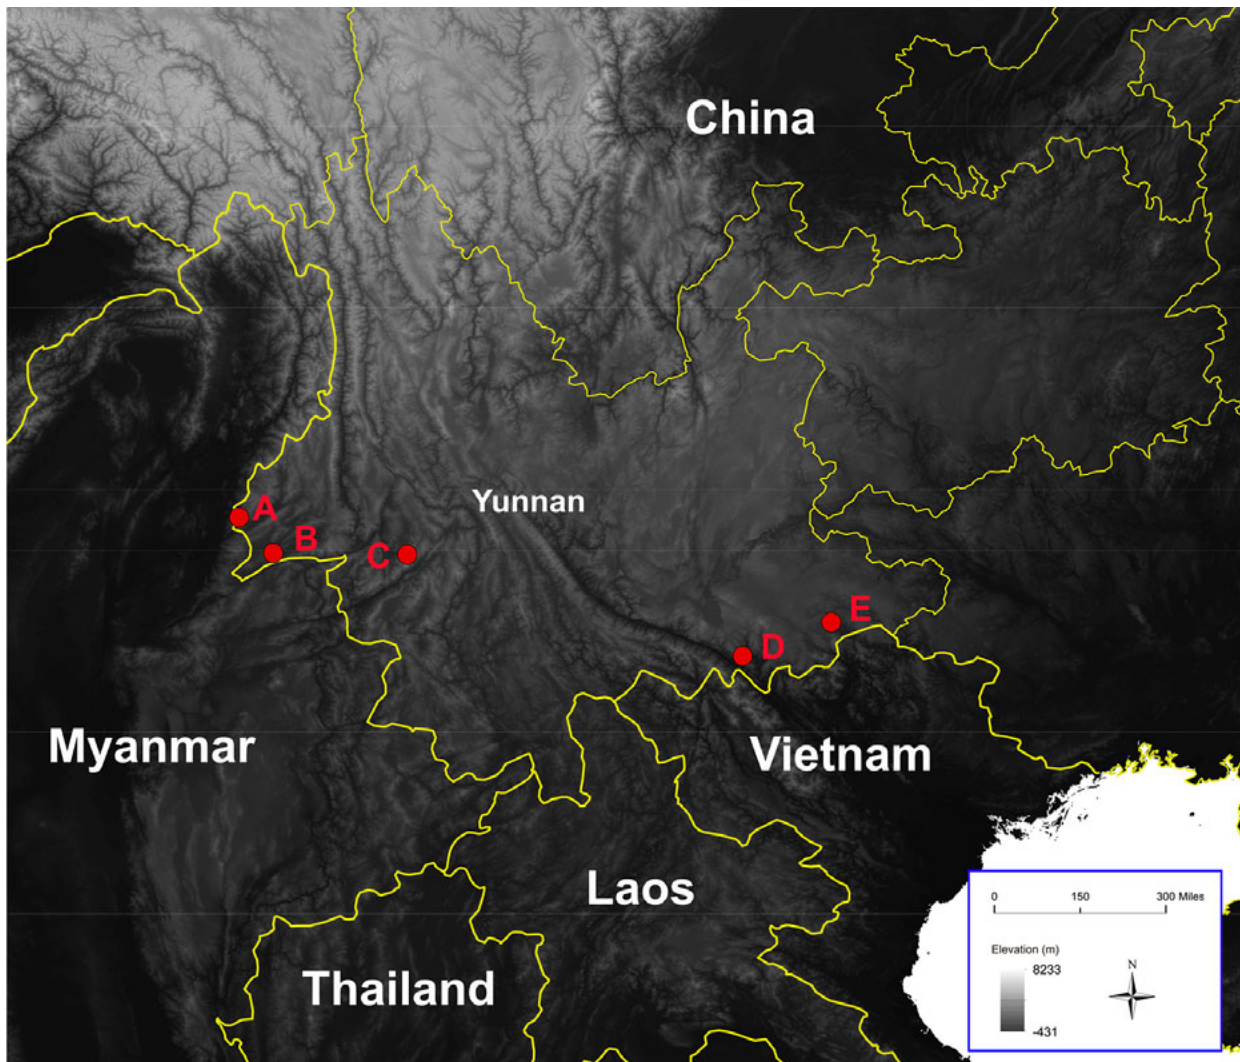 China
Yunnan
A
B
C
E
D
Myanmar
Vietnam
Laos
Thailand
0 150 300 Miles
Elevation (m)
8233
-431
N